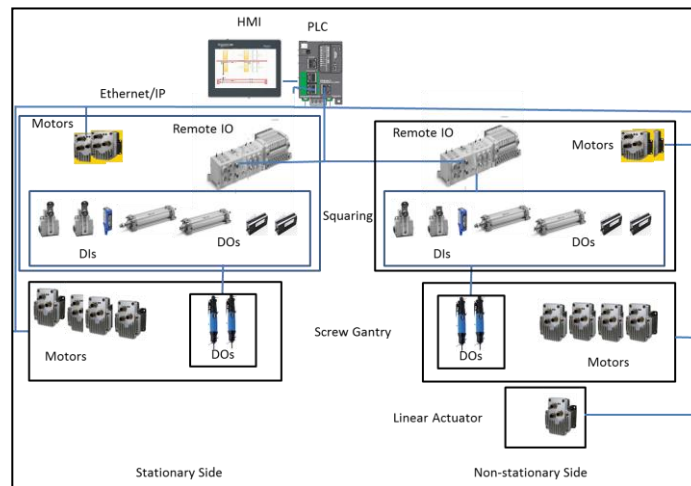 HMI
PLC
Ethernet/IP
Motors
Remote IO
Remote IO
Motors
Squaring
DIs
DOs
DIs
DOs
Screw Gantry
Motors
DOs
DOs
Motors
Linear Actuator
Stationary Side
Non-stationary Side